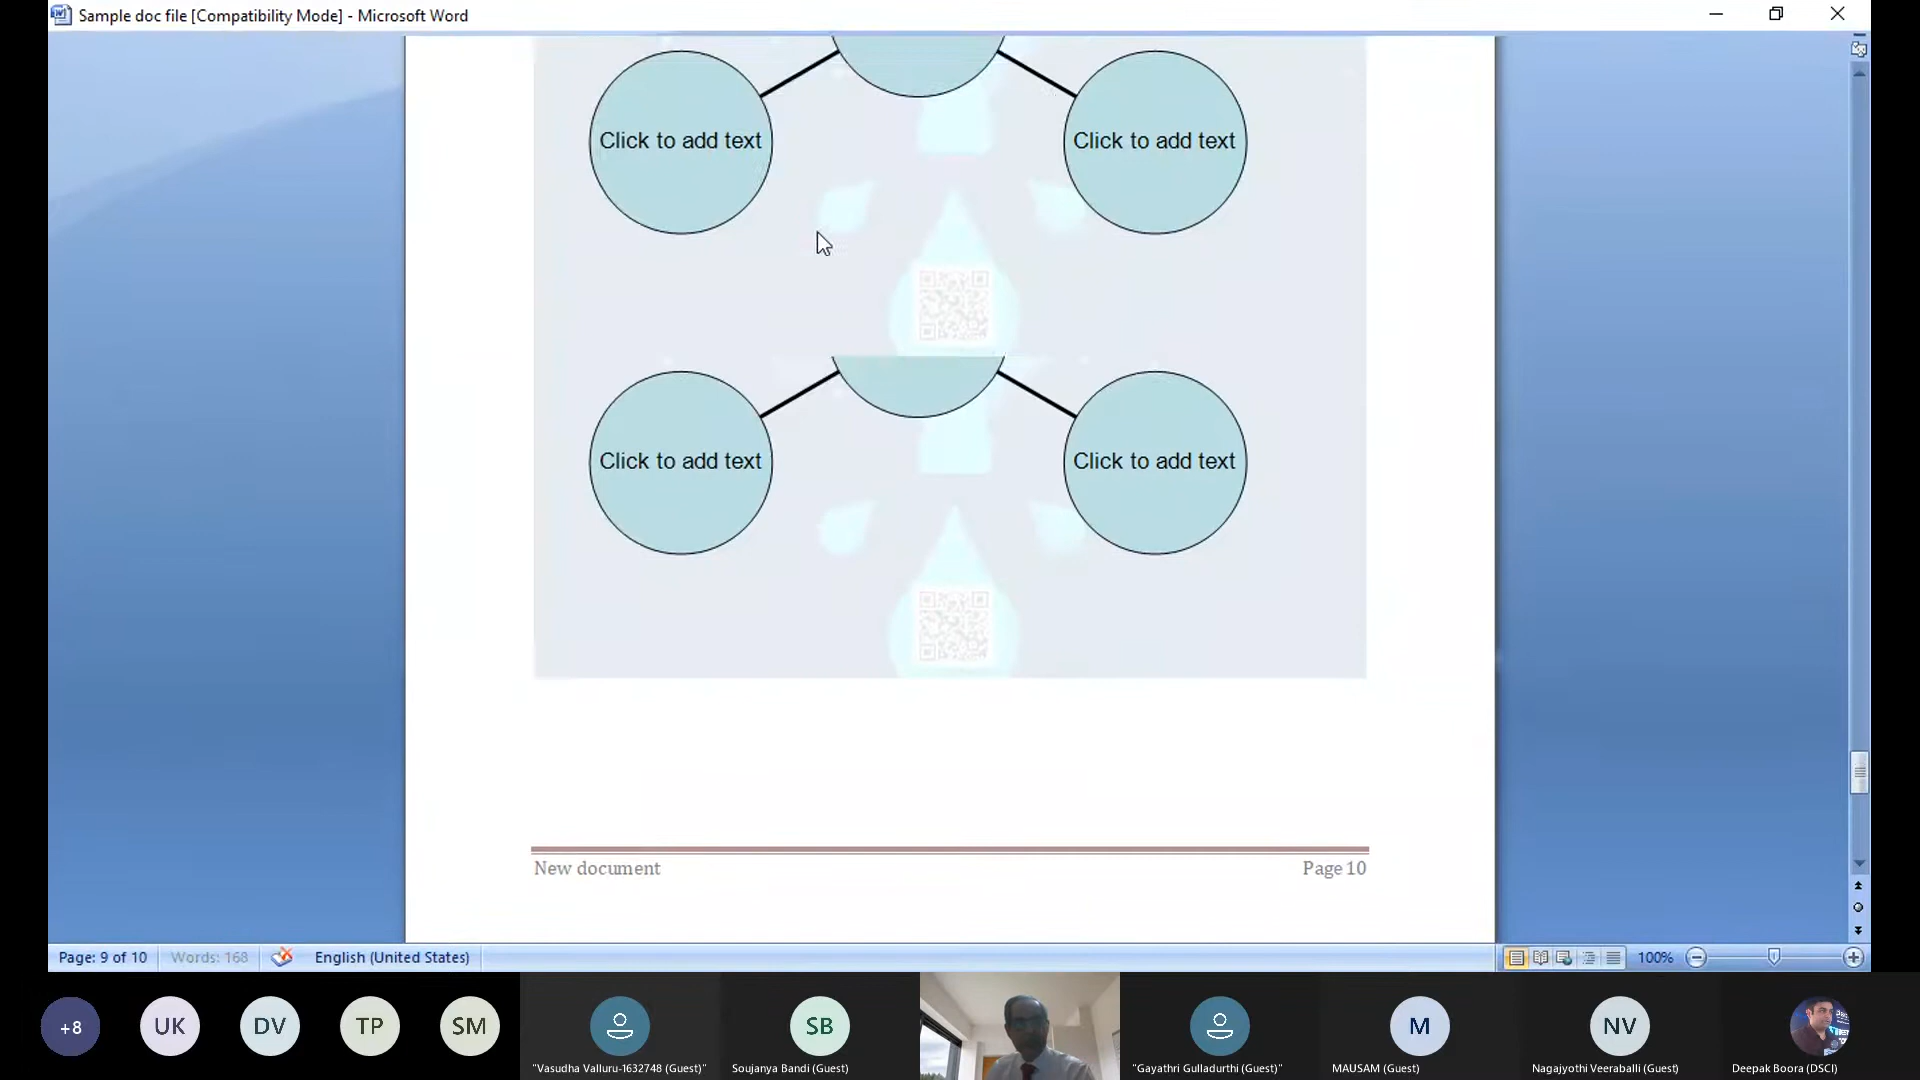 Sample doc file [Compatibility Mode] - Microsoft Word
Click to add text
Click to add text
Click to add text
Click to add text
New document
Page 10
Page: 9 of 10
Words: 168
English (United States)
100%
+8
UK
DV
TP
SM
SB
M
NV
"Vasudha Valluru-1632748 (Guest)"
Soujanya Bandi (Guest)
"Gayathri Gulladurthi (Guest)"
MAUSAM (Guest)
Nagajyothi Veeraballi (Guest)
Deepak Boora (DSCI)